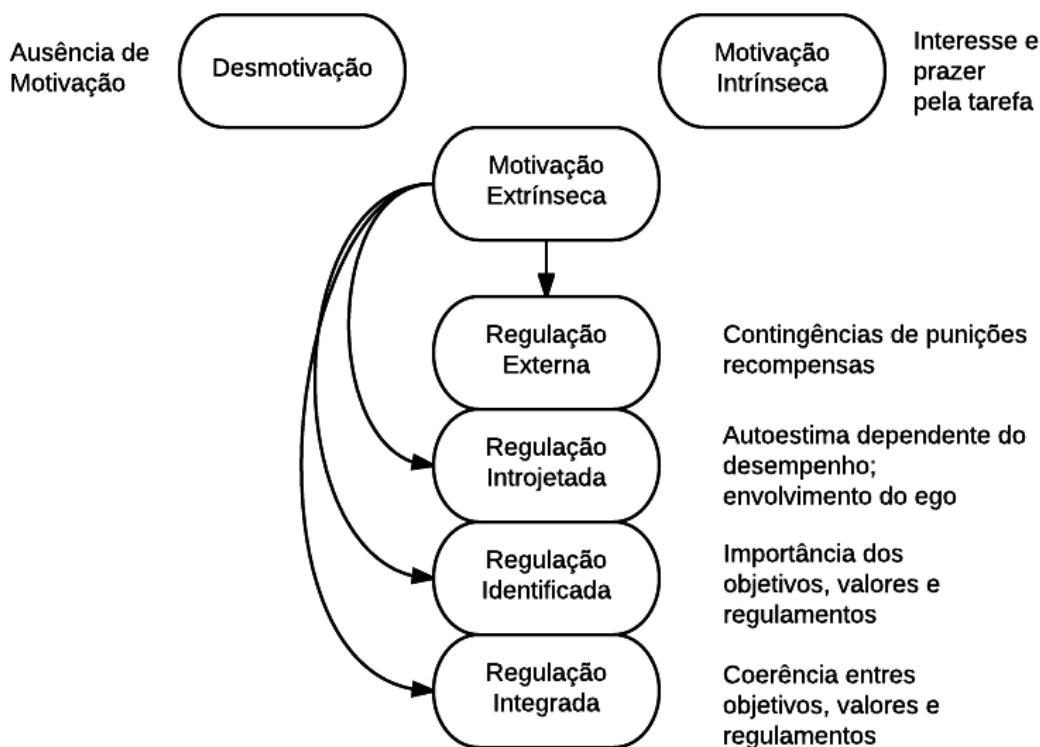 Ausência de
Motivação
Desmotivação
Motivação
Intrínseca
Interesse e
prazer
pela tarefa
Motivação
Extrínseca
Regulação
Externa
Contingências de punições
recompensas
Regulação
Introjetada
Autoestima dependente do
desempenho;
envolvimento do ego
Regulação
Identificada
Importância dos
objetivos, valores e
regulamentos
Regulação
Integrada
Coerência entres
objetivos, valores e
regulamentos